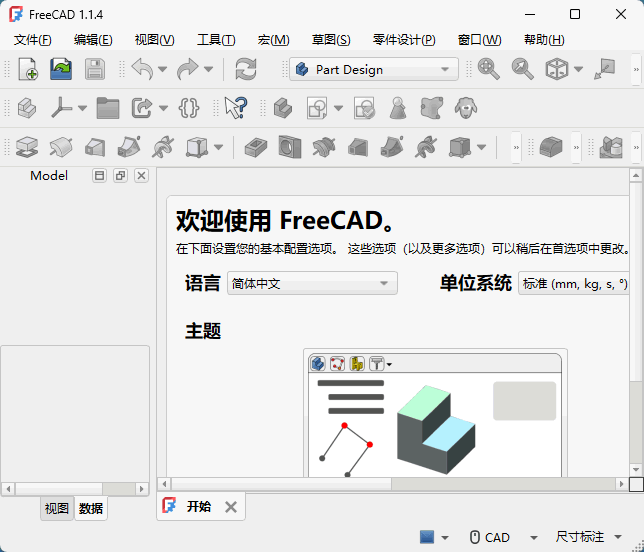 FreeCAD 1.1.4
文件(F) 编辑(E) 视图(V) 工具(T) 宏(M) 草图(S) 零件设计(P) 窗口(W) 帮助(H)
Part Design
Model
欢迎使用 FreeCAD。
在下面设置您的基本配置选项。 这些选项（以及更多选项）可以稍后在首选项中更改。
语言 简体中文 单位系统 标准 (mm, kg, s, °)
主题
视图 数据 开始
CAD 尺寸标注